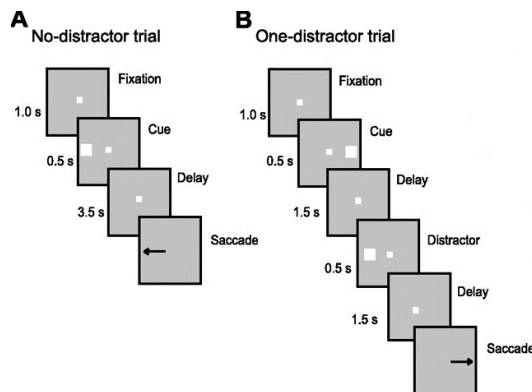 A
No-distractor trial
Fixation
1.0 s
Cue
0.5 s
Delay
3.5 s
Saccade
B
One-distractor trial
Fixation
1.0 s
Cue
0.5 s
Delay
1.5 s
Distractor
0.5 s
Delay
1.5 s
Saccade